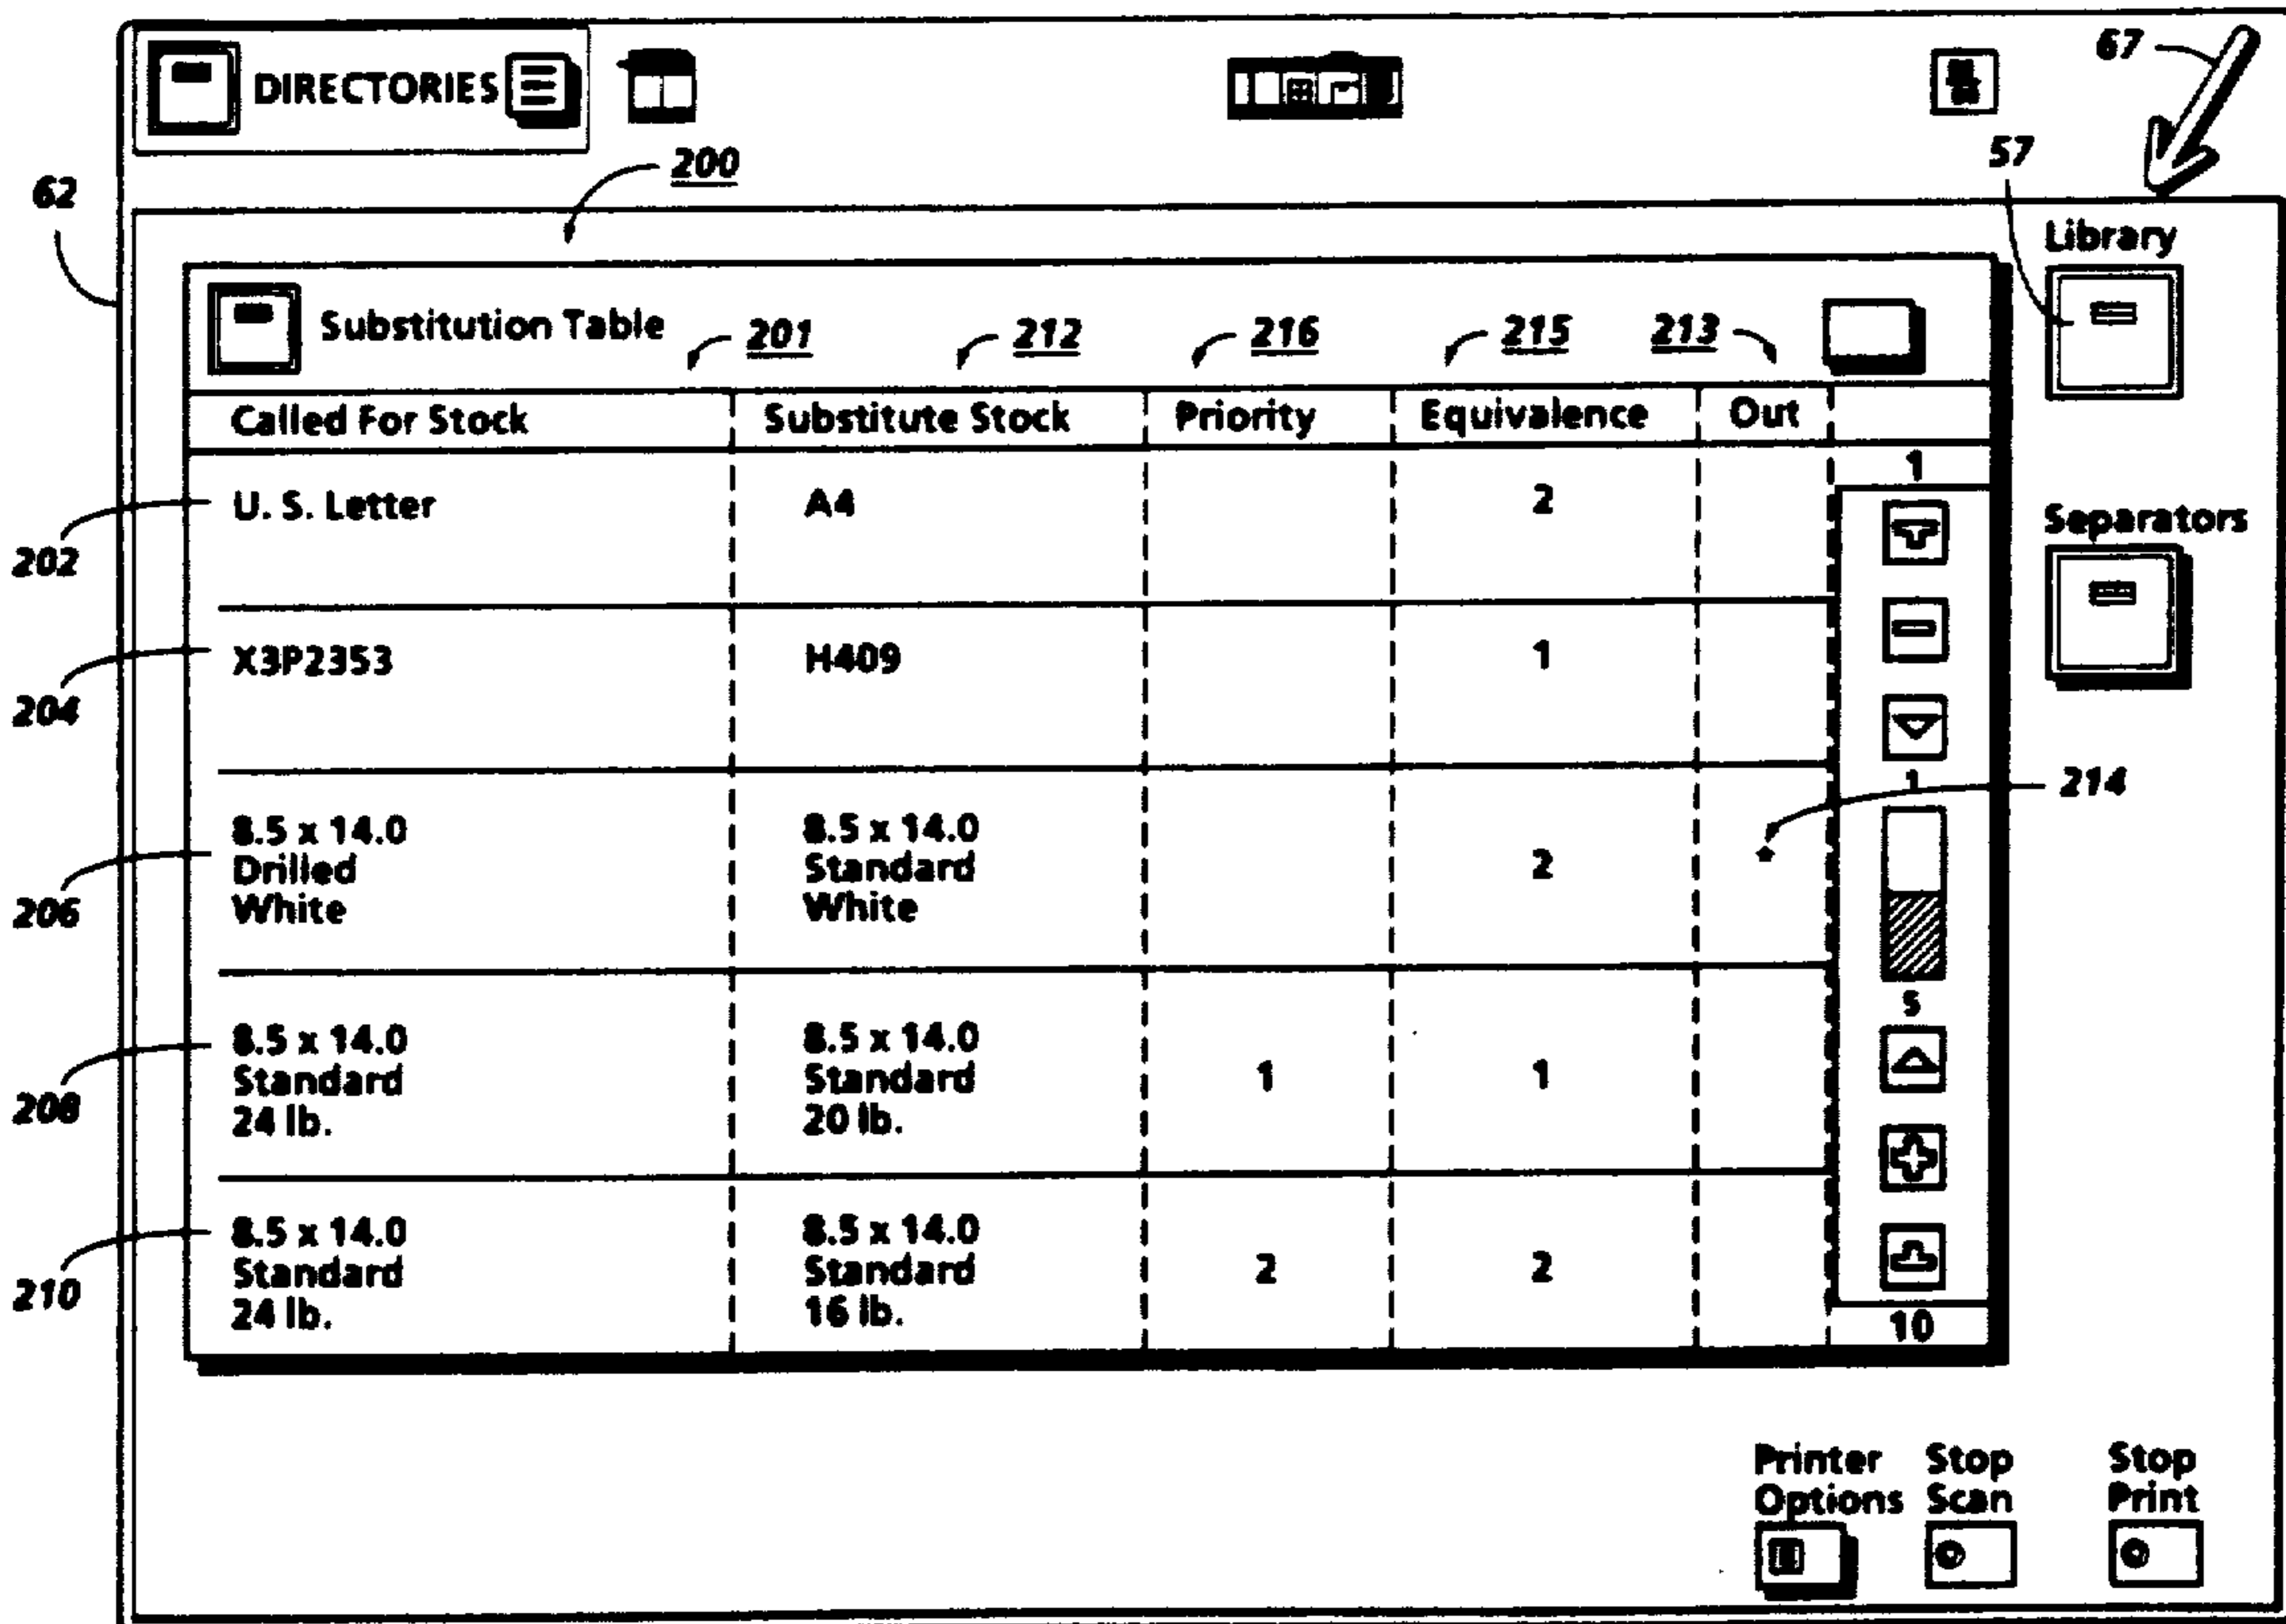 67
DIRECTORIES
57
200
62
Library
Substitution Table
201
212
216
215
213
Called For Stock
Substitute Stock
Priority
Equivalence
Out
1
U. S. Letter
A4
2
Separators
202
X3P2353
H409
1
204
1
214
8.5 x 14.0
Drilled
White
8.5 x 14.0
Standard
White
2
*
206
5
8.5 x 14.0
Standard
24 lb.
8.5 x 14.0
Standard
20 lb.
1
1
208
8.5 x 14.0
Standard
24 lb.
8.5 x 14.0
Standard
16 lb.
2
2
210
10
Printer
Options
Stop
Scan
Stop
Print